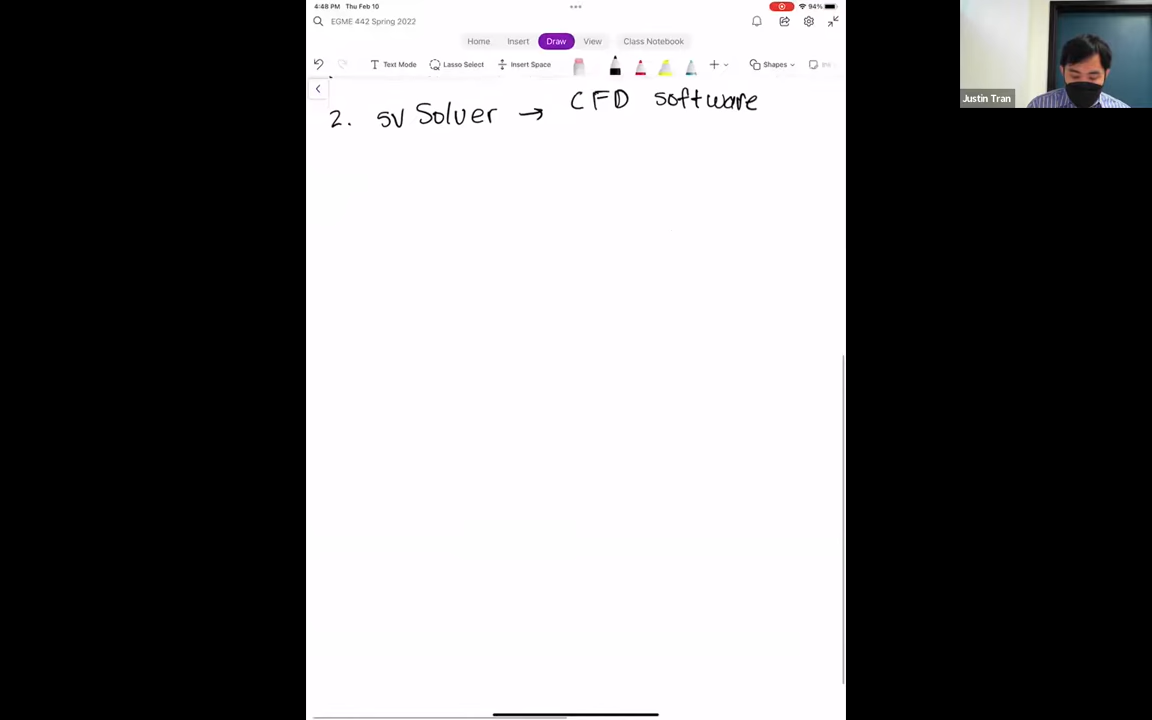 4:48 PM Thu Feb 10
94%
EGME 442 Spring 2022
Home Insert Draw View Class Notebook
Text Mode Lasso Select Insert Space Shapes
2. SV Solver → CFD software
Justin Tran